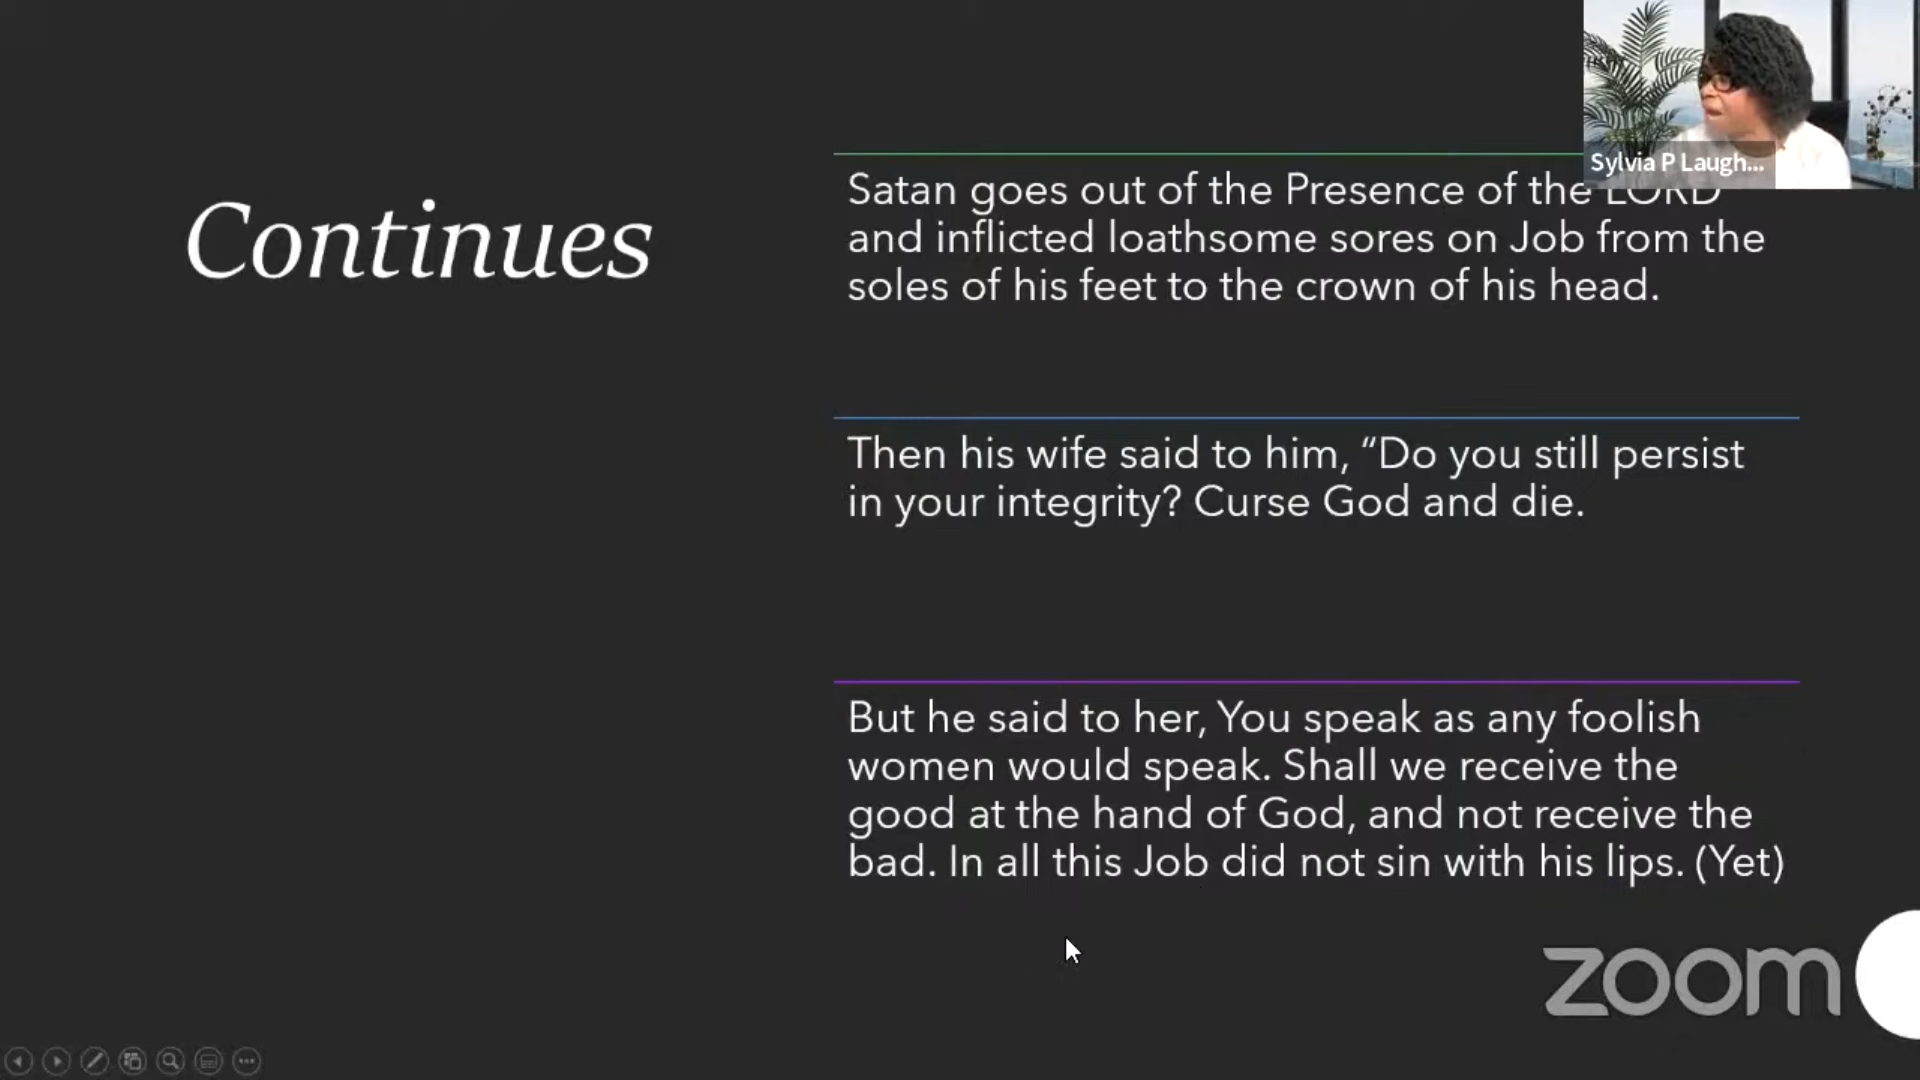 Continues
Satan goes out of the Presence of the LORD
and inflicted loathsome sores on Job from the
soles of his feet to the crown of his head.
Then his wife said to him, “Do you still persist
in your integrity? Curse God and die.
But he said to her, You speak as any foolish
women would speak. Shall we receive the
good at the hand of God, and not receive the
bad. In all this Job did not sin with his lips. (Yet)
Sylvia P Laugh...
zoom